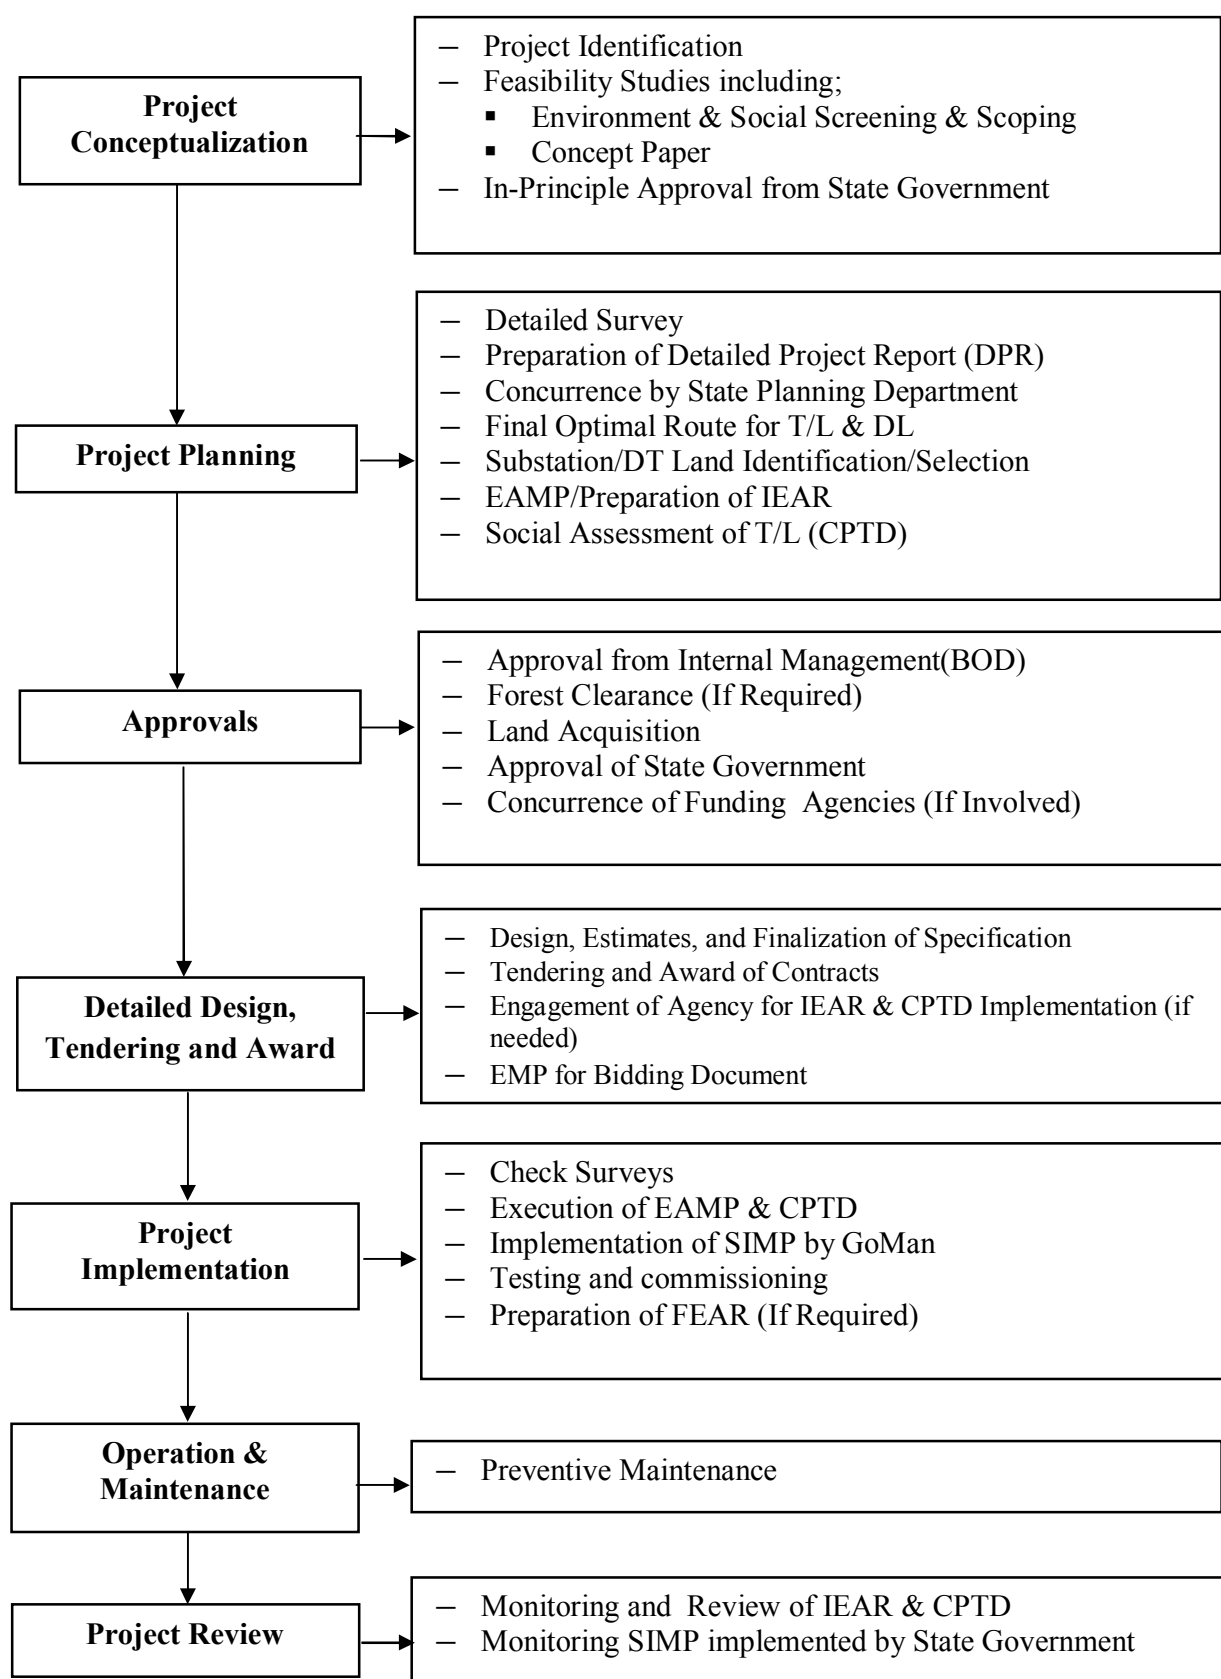 Project
Conceptualization
— Project Identification
— Feasibility Studies including;
▪ Environment & Social Screening & Scoping
▪ Concept Paper
— In-Principle Approval from State Government
Project Planning
— Detailed Survey
— Preparation of Detailed Project Report (DPR)
— Concurrence by State Planning Department
— Final Optimal Route for T/L & DL
— Substation/DT Land Identification/Selection
— EAMP/Preparation of IEAR
— Social Assessment of T/L (CPTD)
Approvals
— Approval from Internal Management(BOD)
— Forest Clearance (If Required)
— Land Acquisition
— Approval of State Government
— Concurrence of Funding Agencies (If Involved)
Detailed Design,
Tendering and Award
— Design, Estimates, and Finalization of Specification
— Tendering and Award of Contracts
— Engagement of Agency for IEAR & CPTD Implementation (if
needed)
— EMP for Bidding Document
Project
Implementation
— Check Surveys
— Execution of EAMP & CPTD
— Implementation of SIMP by GoMan
— Testing and commissioning
— Preparation of FEAR (If Required)
Operation &
Maintenance
— Preventive Maintenance
Project Review
— Monitoring and Review of IEAR & CPTD
— Monitoring SIMP implemented by State Government